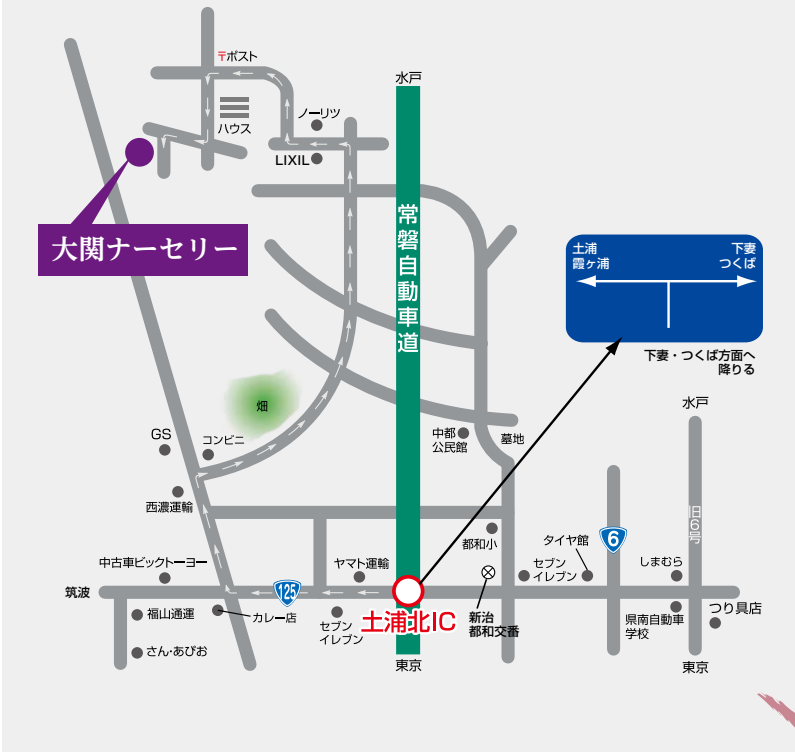 〒ポスト
水戸
ハウス
ノーリツ
LIXIL
大関ナーセリー
常磐自動車道
土浦
霞ヶ浦
下妻
つくば
下妻・つくば方面へ
降りる
畑
水戸
GS
コンビニ
中都
公民館
墓地
西濃運輸
旧6号
6
都和小
タイヤ館
中古車ビックトーヨー
ヤマト運輸
セブン
イレブン
しまむら
筑波
125
福山通運
カレー店
セブン
イレブン
土浦北IC
新治
都和交番
県南自動車
学校
つり具店
さん・あぴお
東京
東京